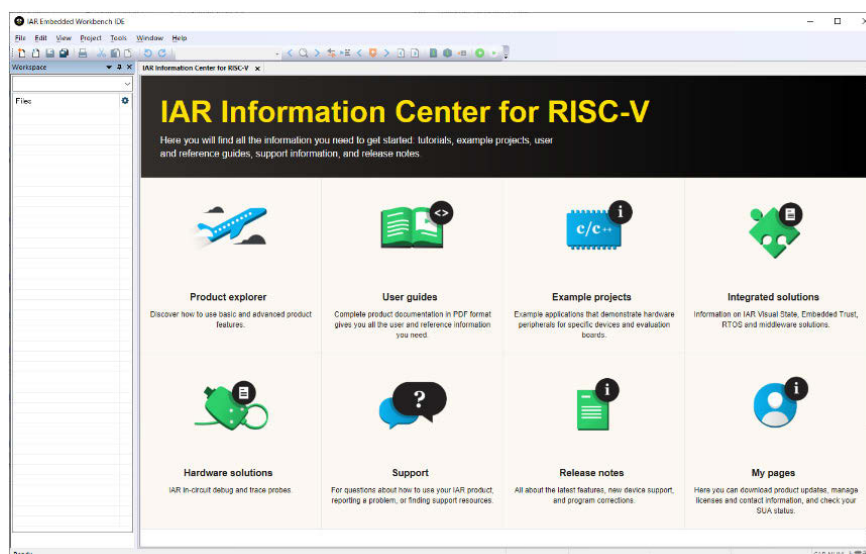 IAR Embedded Workbench IDE
File Edit View Project Tools Window Help
Workspace
IAR Information Center for RISC-V
Files
IAR Information Center for RISC-V
Here you will find all the information you need to get started: tutorials, example projects, user
and reference guides, support information, and release notes.
<>
i
c/c++
Product explorer
Discover how to use basic and advanced product
features.
User guides
Complete product documentation in PDF format
gives you all the user and reference information
you need.
Example projects
Example applications that demonstrate hardware
peripherals for specific devices and evaluation
boards.
Integrated solutions
Information on IAR Visual State, Embedded Trust,
RTOS and middleware solutions.
?
i
i
Hardware solutions
IAR in-circuit debug and trace probes.
Support
For questions about how to use your IAR product,
reporting a problem, or finding support resources.
Release notes
All about the latest features, new device support,
and program corrections.
My pages
Here you can download product updates, manage
licenses and contact information, and check your
SUA status.
Ready